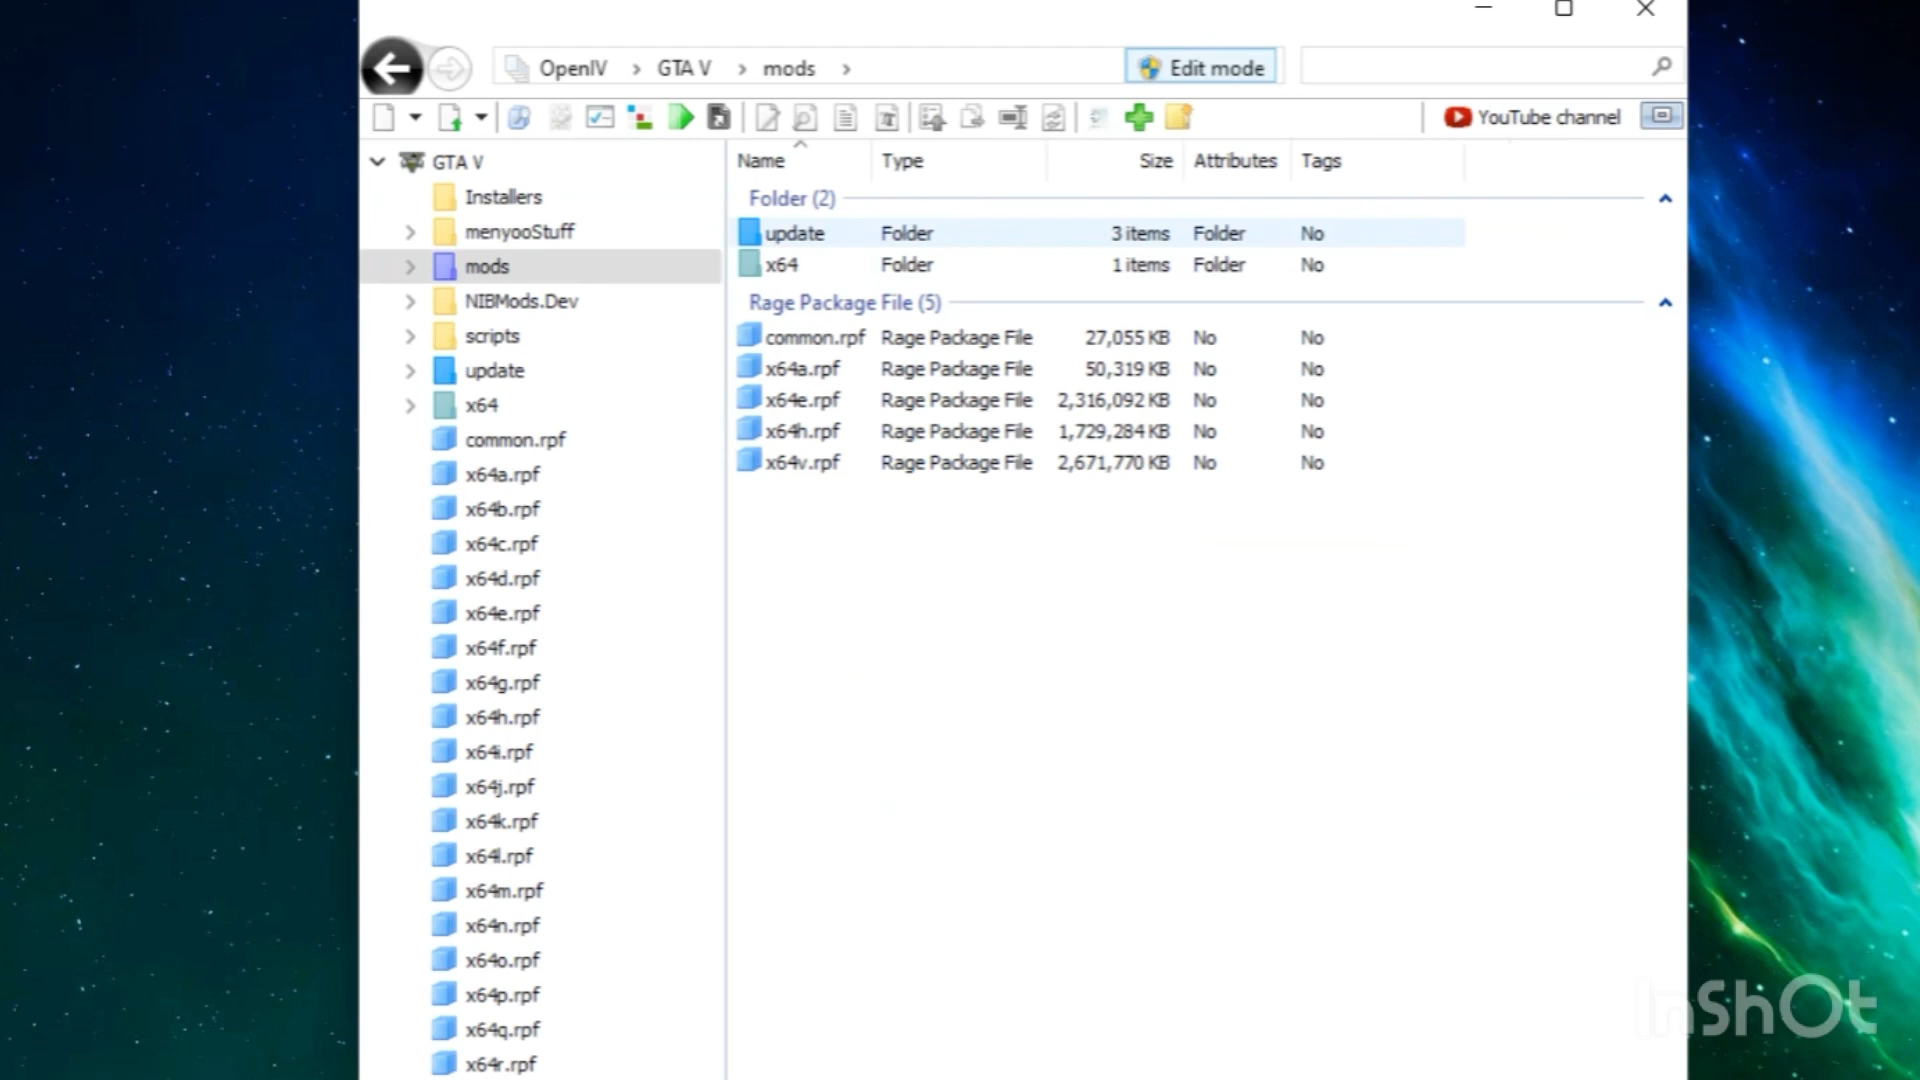 OpenIV > GTA V > mods > Edit mode
YouTube channel
GTA V
Installers
menyooStuff
mods
NIBMods.Dev
scripts
update
x64
common.rpf
x64a.rpf
x64b.rpf
x64c.rpf
x64d.rpf
x64e.rpf
x64f.rpf
x64g.rpf
x64h.rpf
x64i.rpf
x64j.rpf
x64k.rpf
x64l.rpf
x64m.rpf
x64n.rpf
x64o.rpf
x64p.rpf
x64q.rpf
x64r.rpf
Name Type Size Attributes Tags
Folder (2)
update Folder 3 items Folder No
x64 Folder 1 items Folder No
Rage Package File (5)
common.rpf Rage Package File 27,055 KB No No
x64a.rpf Rage Package File 50,319 KB No No
x64e.rpf Rage Package File 2,316,092 KB No No
x64h.rpf Rage Package File 1,729,284 KB No No
x64v.rpf Rage Package File 2,671,770 KB No No
InShOt